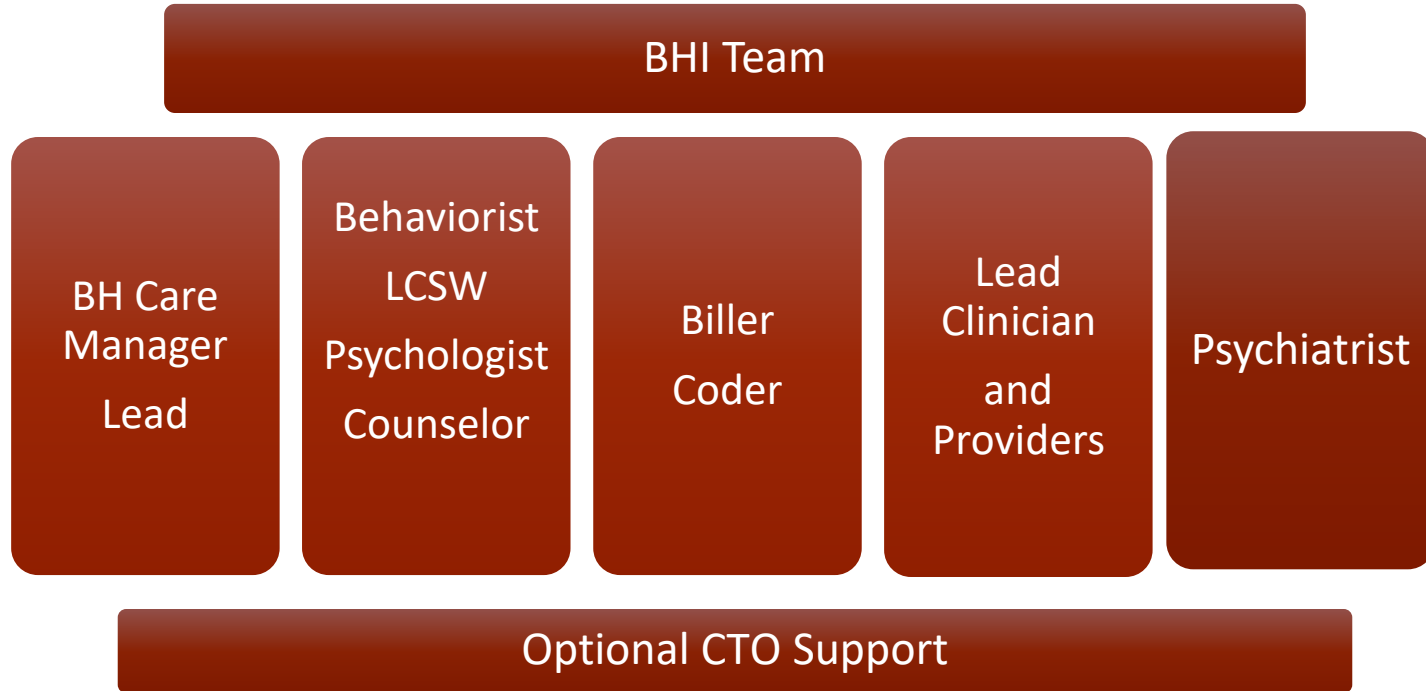 BHI Team
BH Care
Manager
Lead
Behaviorist
LCSW
Psychologist
Counselor
Biller
Coder
Lead
Clinician
and
Providers
Psychiatrist
Optional CTO Support